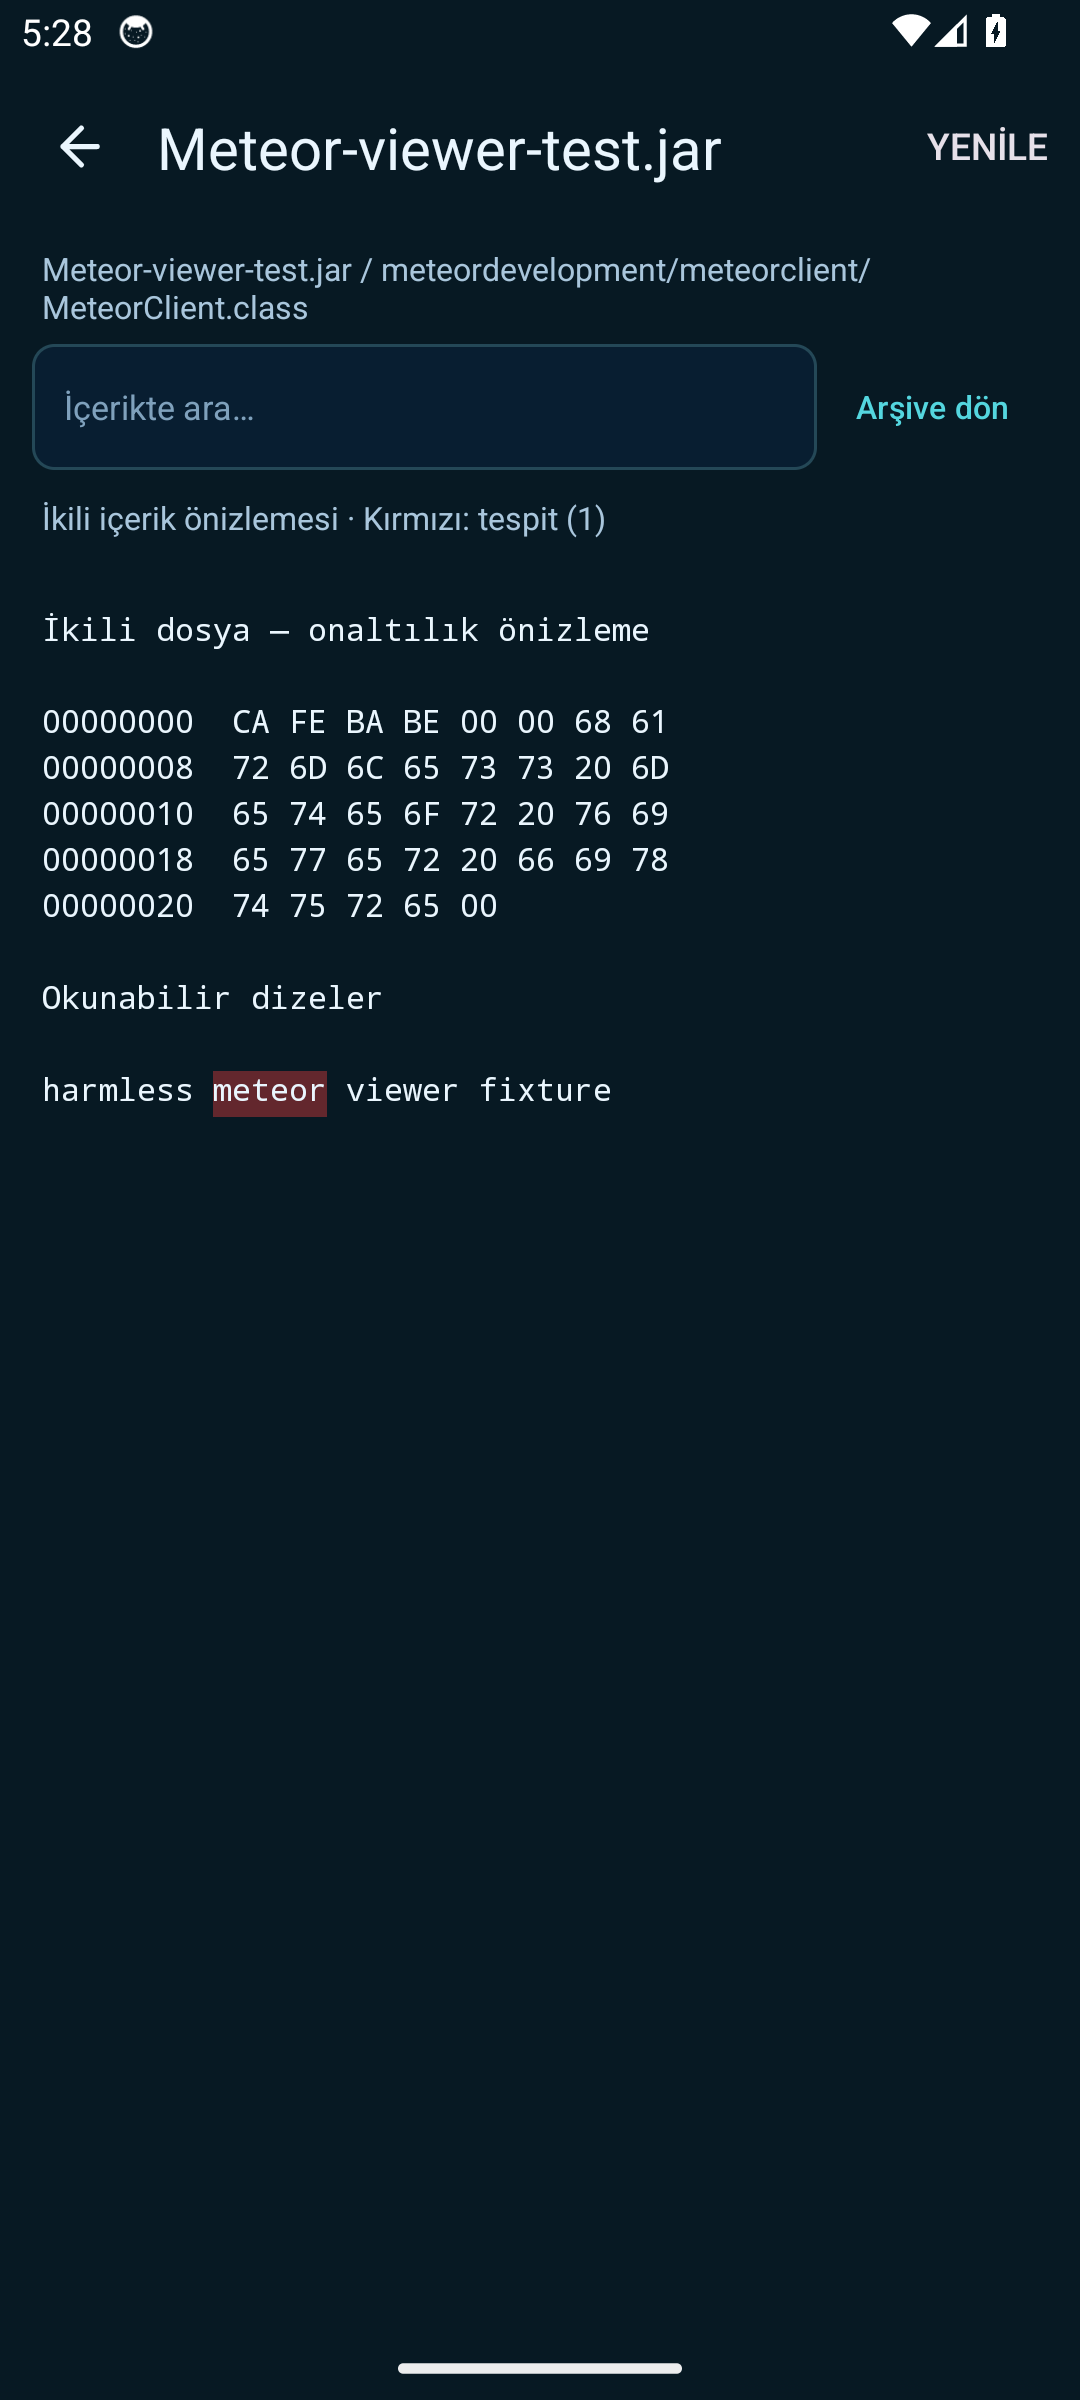 5:28
Meteor-viewer-test.jar
YENİLE
Meteor-viewer-test.jar / meteordevelopment/meteorclient/
MeteorClient.class
İçerikte ara…
Arşive dön
İkili içerik önizlemesi · Kırmızı: tespit (1)
İkili dosya — onaltılık önizleme
00000000  CA FE BA BE 00 00 68 61
00000008  72 6D 6C 65 73 73 20 6D
00000010  65 74 65 6F 72 20 76 69
00000018  65 77 65 72 20 66 69 78
00000020  74 75 72 65 00
Okunabilir dizeler
harmless meteor viewer fixture